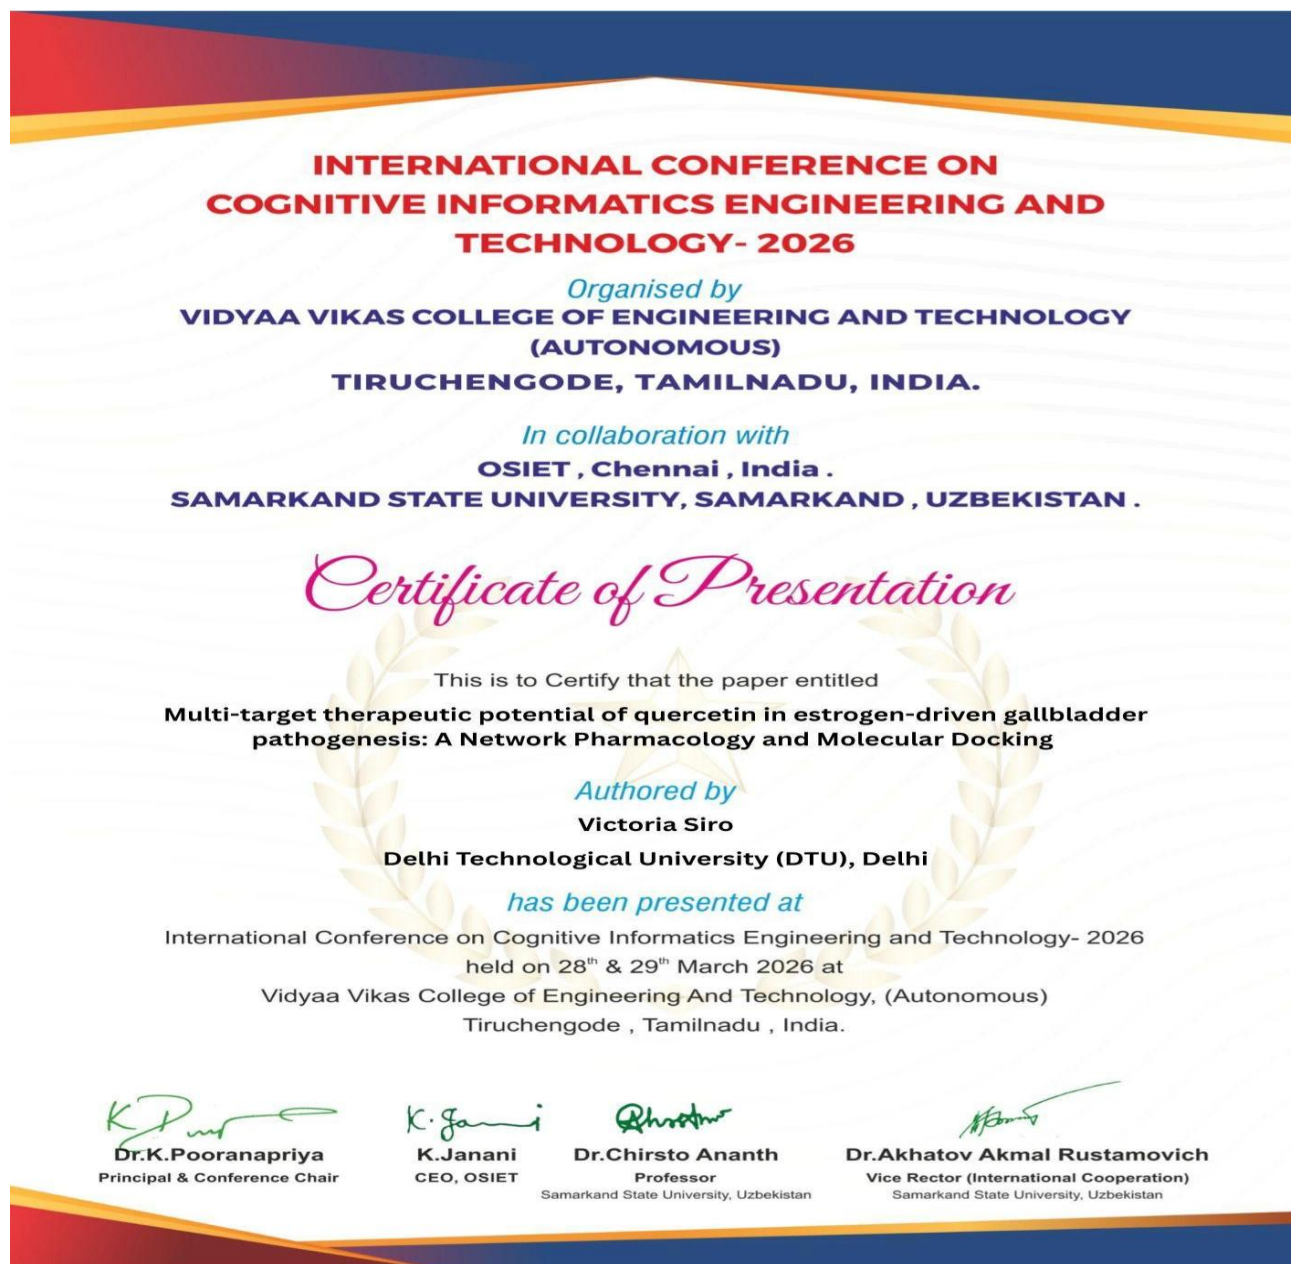 INTERNATIONAL CONFERENCE ON
COGNITIVE INFORMATICS ENGINEERING AND
TECHNOLOGY- 2026
Organised by
VIDYAA VIKAS COLLEGE OF ENGINEERING AND TECHNOLOGY
(AUTONOMOUS)
TIRUCHENGODE, TAMILNADU, INDIA.
In collaboration with
OSIET , Chennai , India .
SAMARKAND STATE UNIVERSITY, SAMARKAND , UZBEKISTAN .
Certificate of Presentation
This is to Certify that the paper entitled
Multi-target therapeutic potential of quercetin in estrogen-driven gallbladder
pathogenesis: A Network Pharmacology and Molecular Docking
Authored by
Victoria Siro
Delhi Technological University (DTU), Delhi
has been presented at
International Conference on Cognitive Informatics Engineering and Technology- 2026
held on 28th & 29th March 2026 at
Vidyaa Vikas College of Engineering And Technology, (Autonomous)
Tiruchengode , Tamilnadu , India.
K. Jani
Dr.K.Pooranapriya
Principal & Conference Chair
K.Janani
CEO, OSIET
Dr.Chirsto Ananth
Professor
Samarkand State University, Uzbekistan
Dr.Akhatov Akmal Rustamovich
Vice Rector (International Cooperation)
Samarkand State University, Uzbekistan